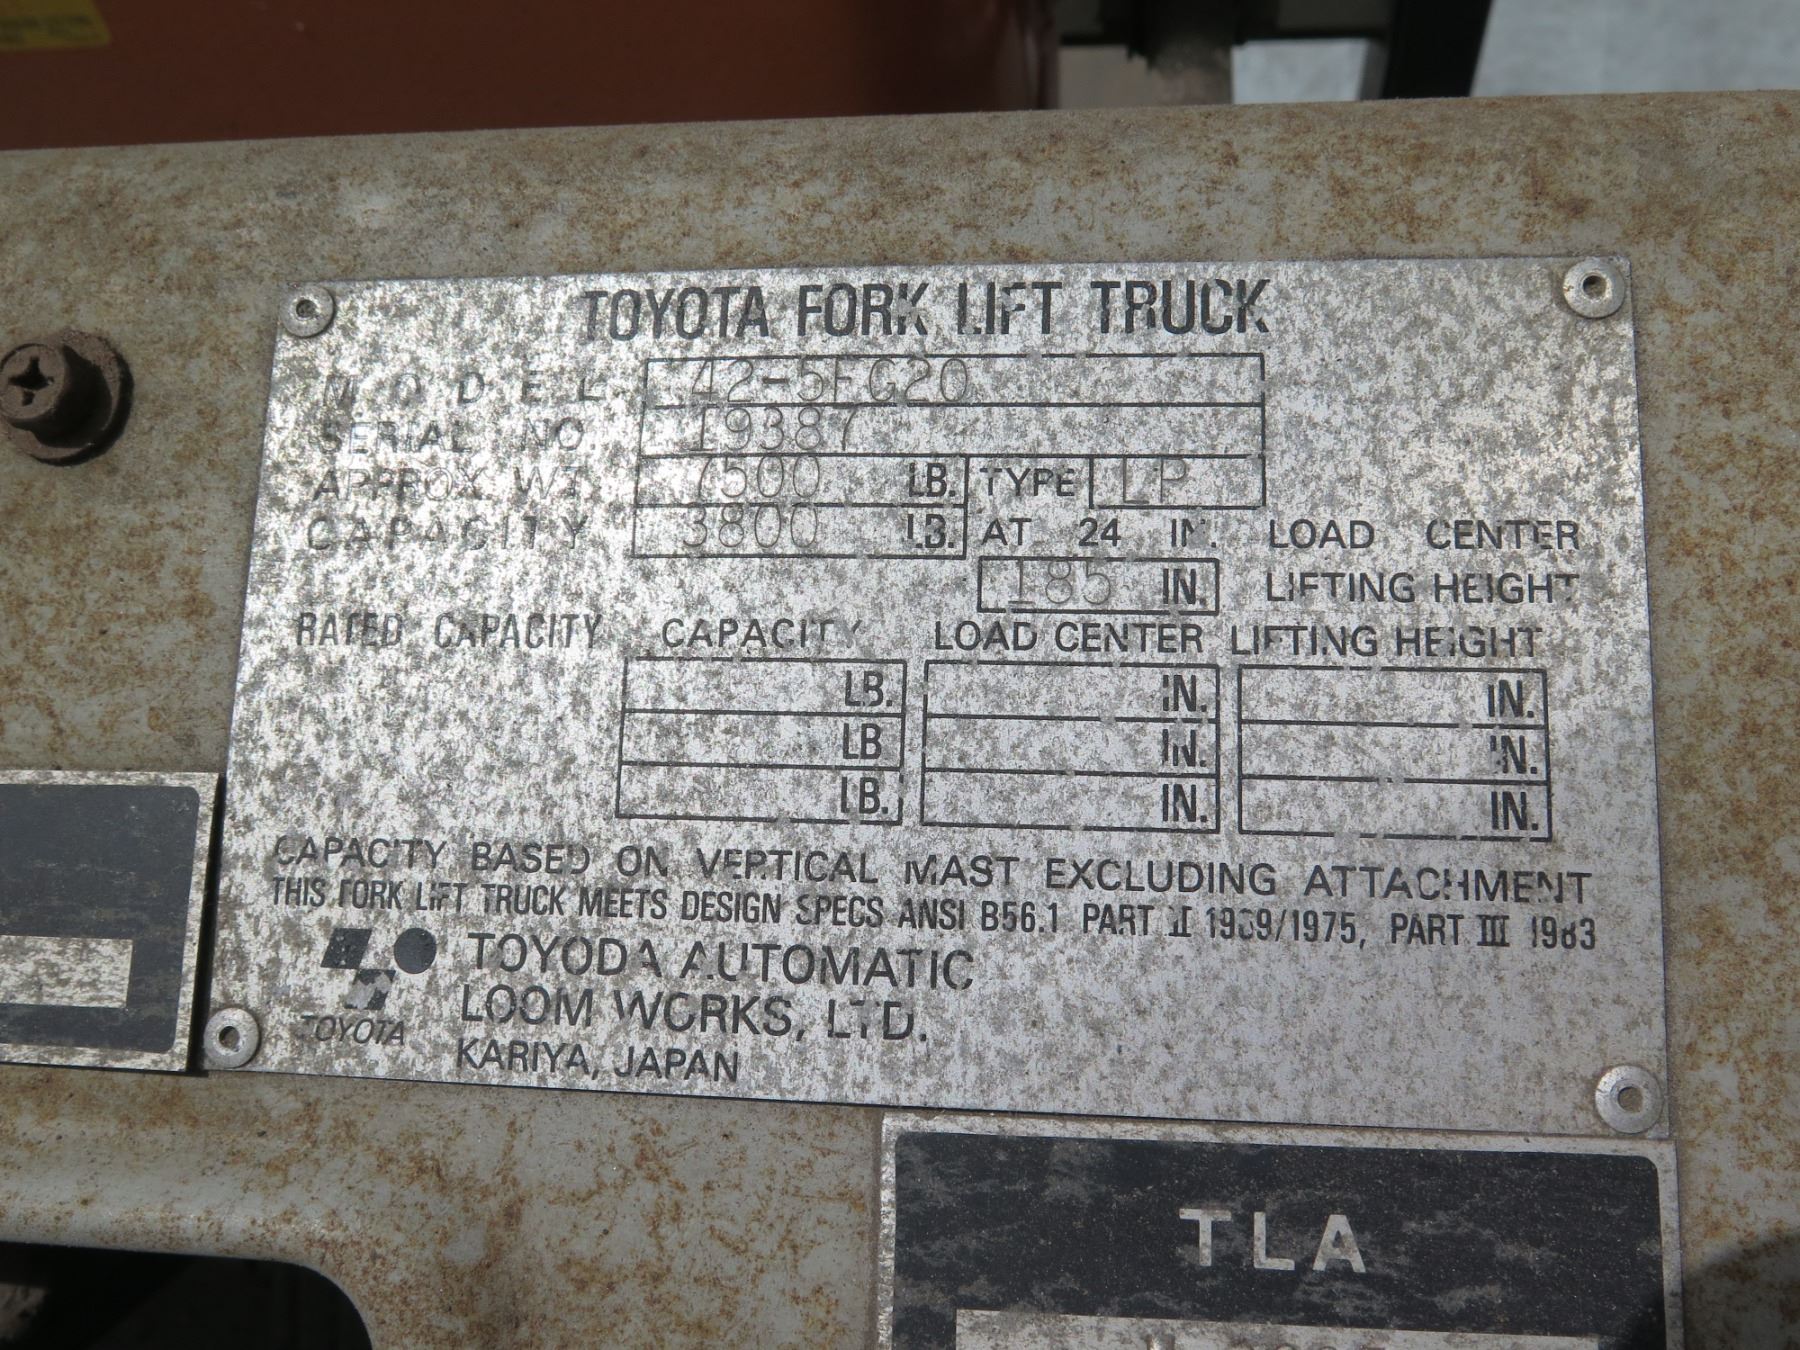 TOYOTA FORK LIFT TRUCK
MODEL 42-5FG20
SERIAL NO. 19387
APPROX WT. 7500 LB. TYPE LP
CAPACITY 3800 LB. AT 24 IN. LOAD CENTER
185 IN. LIFTING HEIGHT
RATED CAPACITY CAPACITY LOAD CENTER LIFTING HEIGHT
LB. IN. IN.
LB IN. IN.
LB. IN. IN.
CAPACITY BASED ON VERTICAL MAST EXCLUDING ATTACHMENT
THIS FORK LIFT TRUCK MEETS DESIGN SPECS ANSI B56.1 PART II 1969/1975, PART III 1983
TOYODA AUTOMATIC
LOOM WORKS, LTD.
TOYOTA
KARIYA, JAPAN
TLA